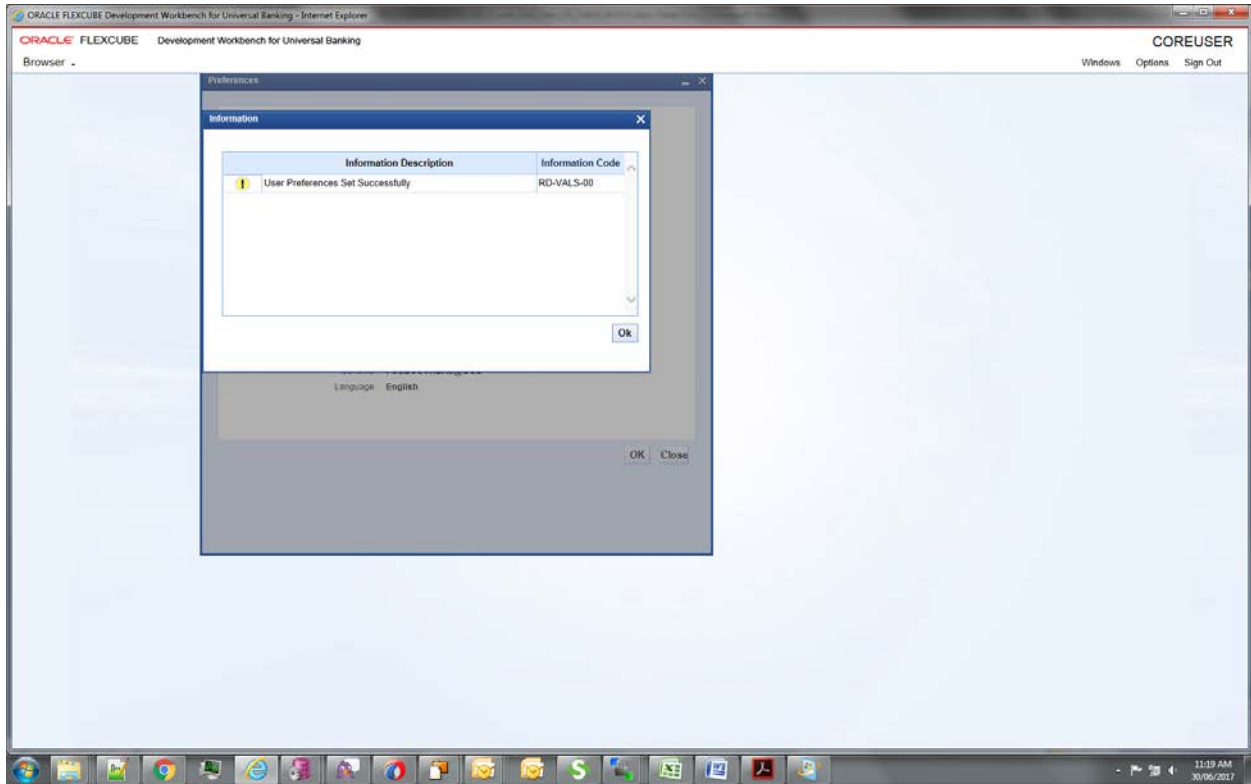 ORACLE FLEXCUBE Development Workbench for Universal Banking - Internet Explorer
ORACLE FLEXCUBE Development Workbench for Universal Banking
COREUSER
Browser
Windows Options Sign Out
Preferences
Information
Information Description Information Code
User Preferences Set Successfully RD-VALS-00
Ok
Language English
OK Close
11:19 AM
30/06/2017